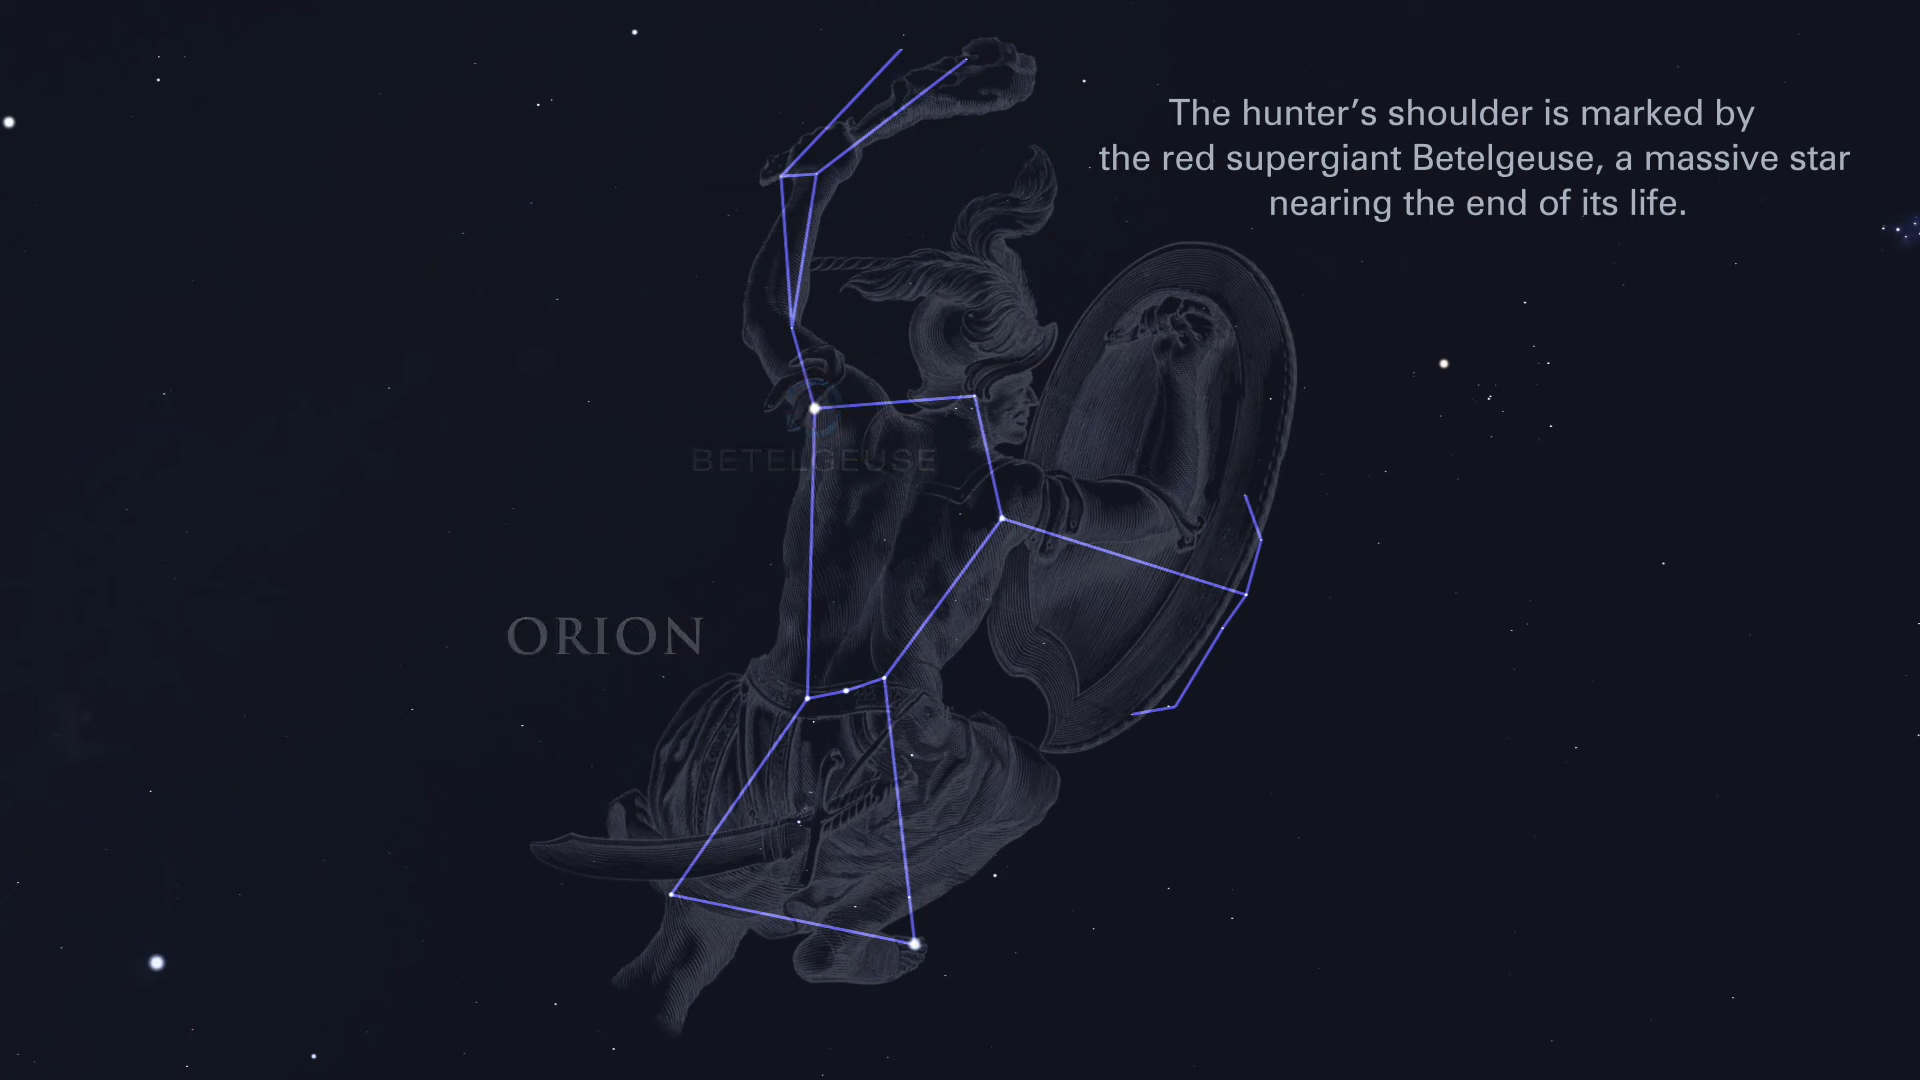 The hunter’s shoulder is marked by
the red supergiant Betelgeuse, a massive star
nearing the end of its life.
BETELGEUSE
ORION